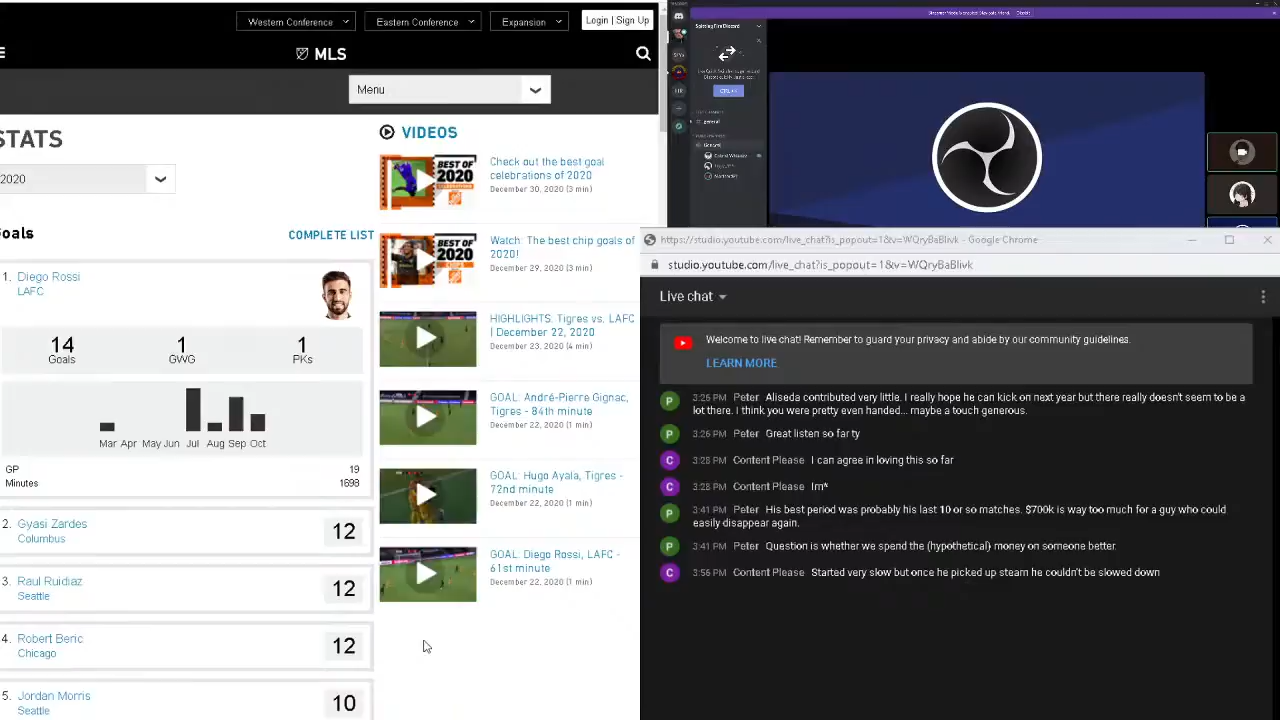 Western Conference
Eastern Conference
Expansion
Login | Sign Up
MLS
Menu
STATS
2020
VIDEOS
Check out the best goal
celebrations of 2020
December 30, 2020 (3 min)
BEST OF
2020
Watch: The best chip goals of
2020!
December 29, 2020 (3 min)
BEST OF
2020
HIGHLIGHTS: Tigres vs. LAFC
| December 22, 2020
December 23, 2020 (4 min)
GOAL: André-Pierre Gignac,
Tigres - 84th minute
December 22, 2020 (1 min)
GOAL: Hugo Ayala, Tigres -
72nd minute
December 22, 2020 (1 min)
GOAL: Diego Rossi, LAFC -
61st minute
December 22, 2020 (1 min)
oals
COMPLETE LIST
1. Diego Rossi
LAFC
14
Goals
1
GWG
1
PKs
Mar Apr May Jun Jul Aug Sep Oct
GP 19
Minutes 1698
2. Gyasi Zardes
Columbus
12
3. Raul Ruidiaz
Seattle
12
4. Robert Beric
Chicago
12
5. Jordan Morris
Seattle
10
general
General
https://studio.youtube.com/live_chat?is_popout=1&v=WQryBaBlivk - Google Chrome
studio.youtube.com/live_chat?is_popout=1&v=WQryBaBlivk
Live chat
Welcome to live chat! Remember to guard your privacy and abide by our community guidelines.
LEARN MORE
P 3:25 PM Peter Aliseda contributed very little. I really hope he can kick on next year but there really doesn't seem to be a
lot there. I think you were pretty even handed... maybe a touch generous.
P 3:26 PM Peter Great listen so far ty
C 3:28 PM Content Please I can agree in loving this so far
C 3:28 PM Content Please Im*
P 3:41 PM Peter His best period was probably his last 10 or so matches. $700k is way too much for a guy who could
easily disappear again.
P 3:41 PM Peter Question is whether we spend the (hypothetical) money on someone better.
C 3:56 PM Content Please Started very slow but once he picked up steam he couldn't be slowed down